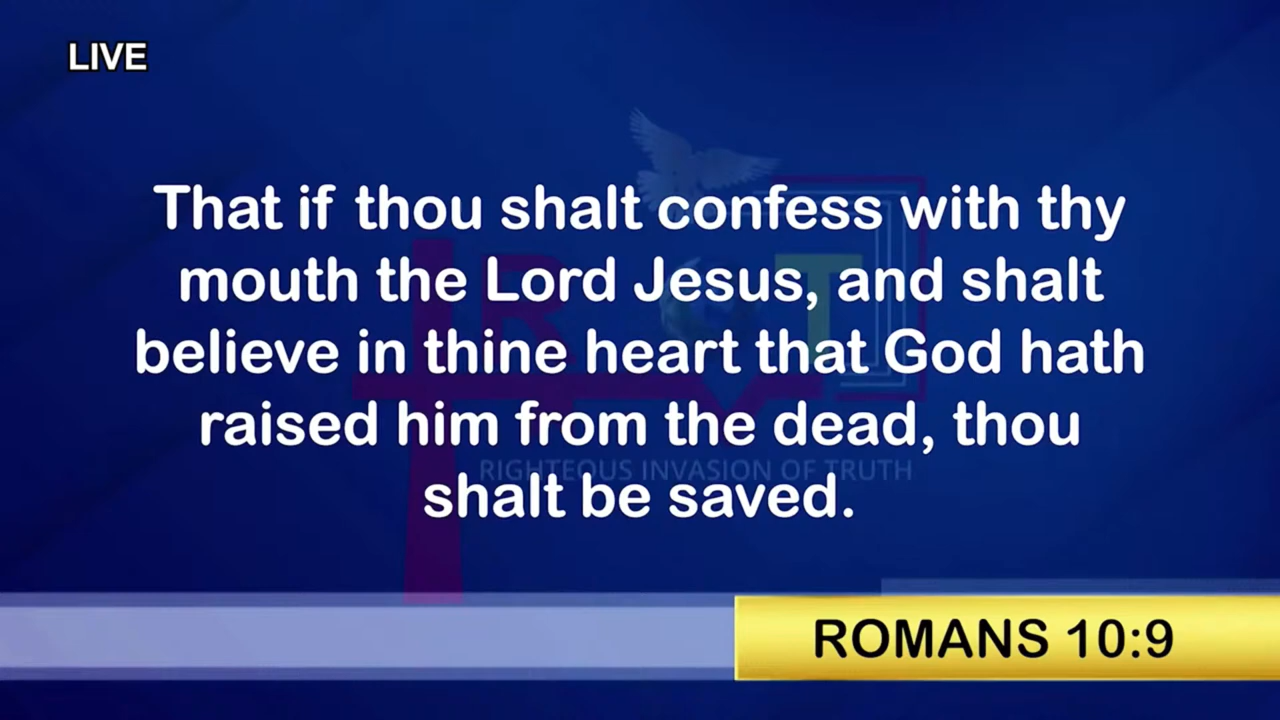 LIVE
That if thou shalt confess with thy
mouth the Lord Jesus, and shalt
believe in thine heart that God hath
raised him from the dead, thou
shalt be saved.
RIGHTEOUS INVASION OF TRUTH
ROMANS 10:9